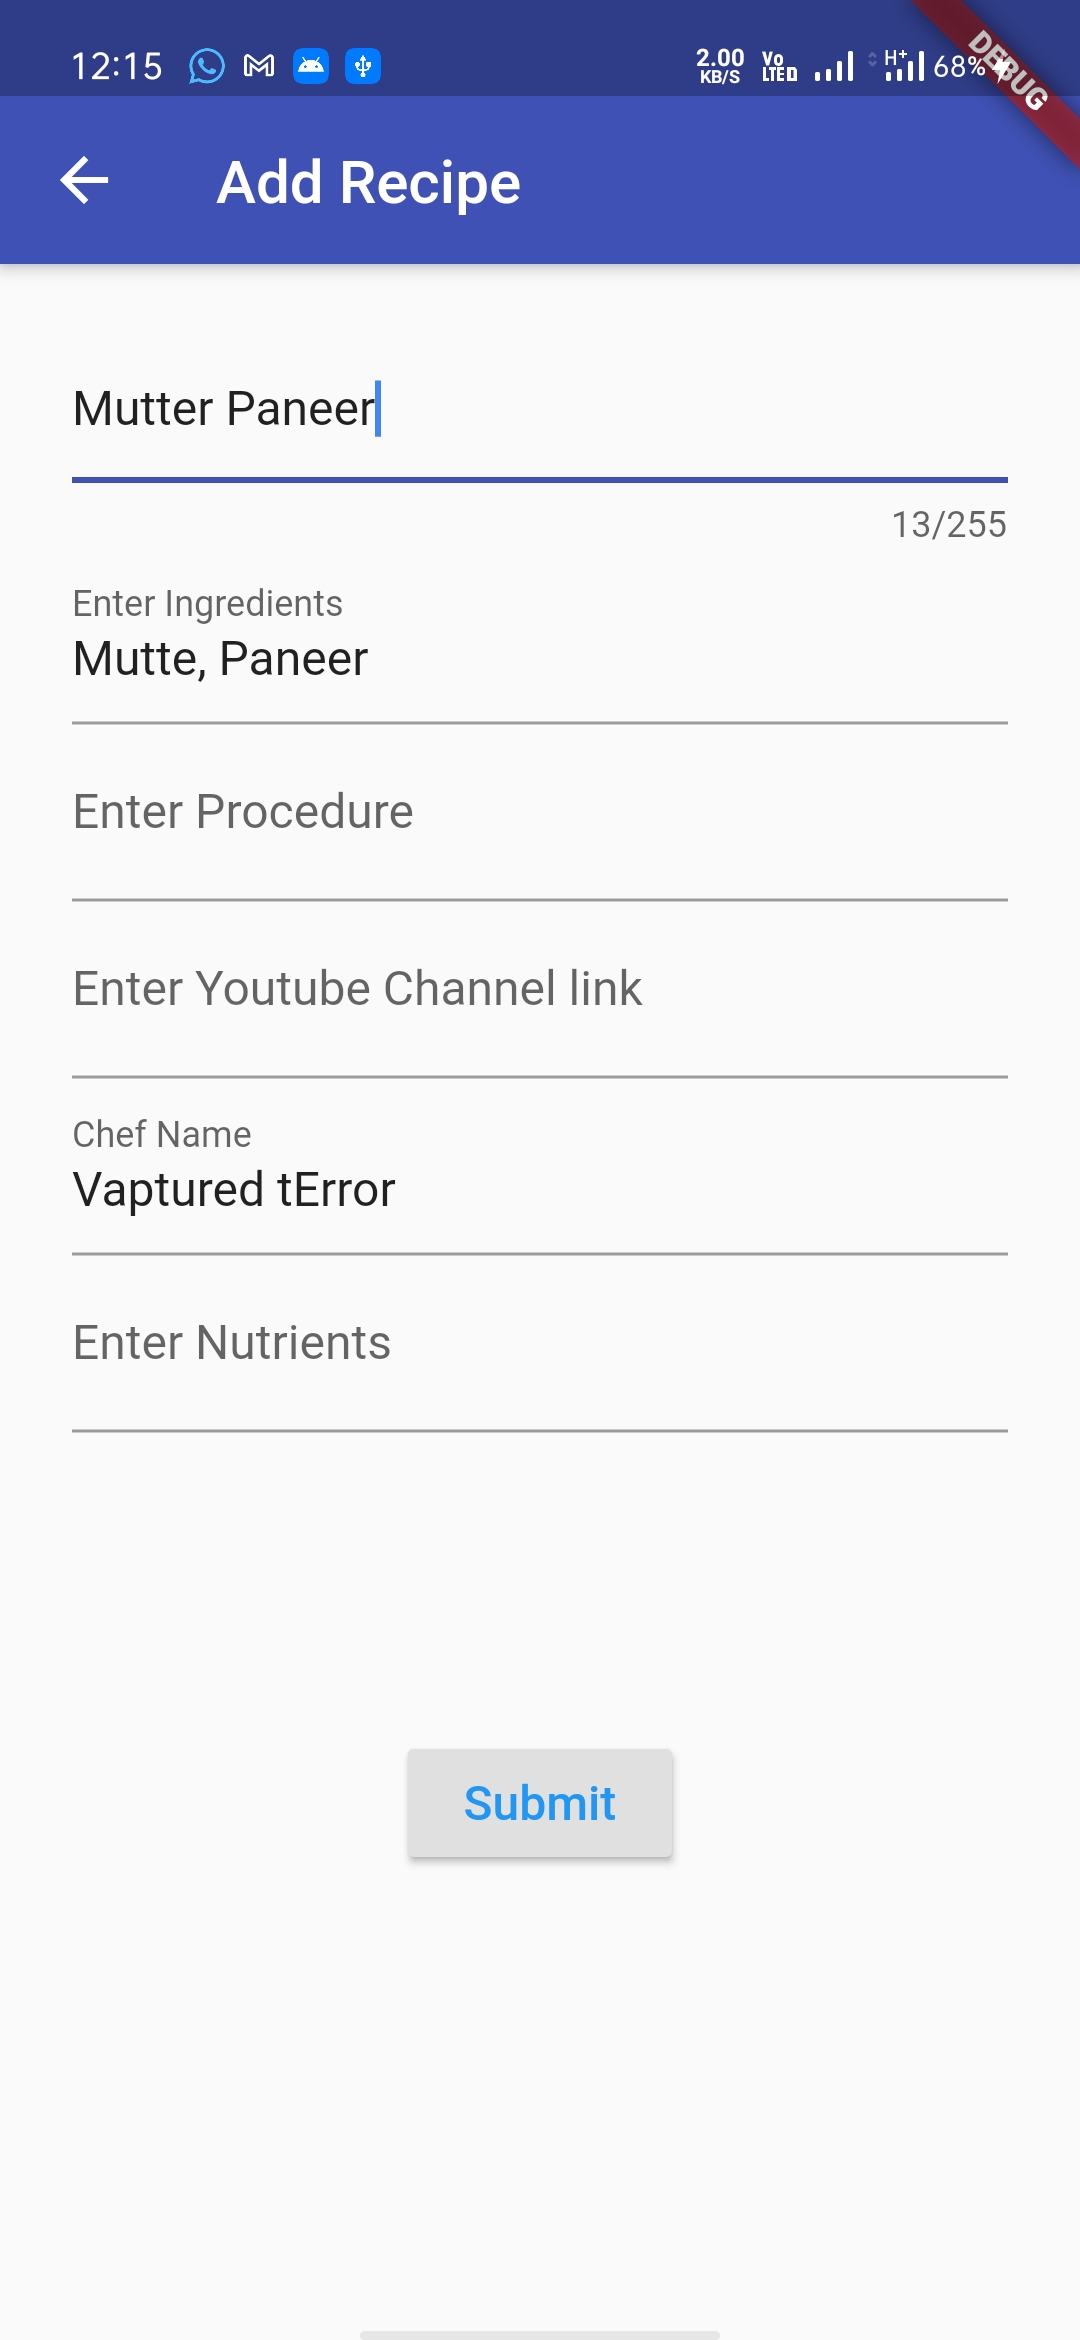 12:15
2.00
KB/S
Vo
LTE
H+
68%
DEBUG
Add Recipe
Mutter Paneer
13/255
Enter Ingredients
Mutte, Paneer
Enter Procedure
Enter Youtube Channel link
Chef Name
Vaptured tError
Enter Nutrients
Submit